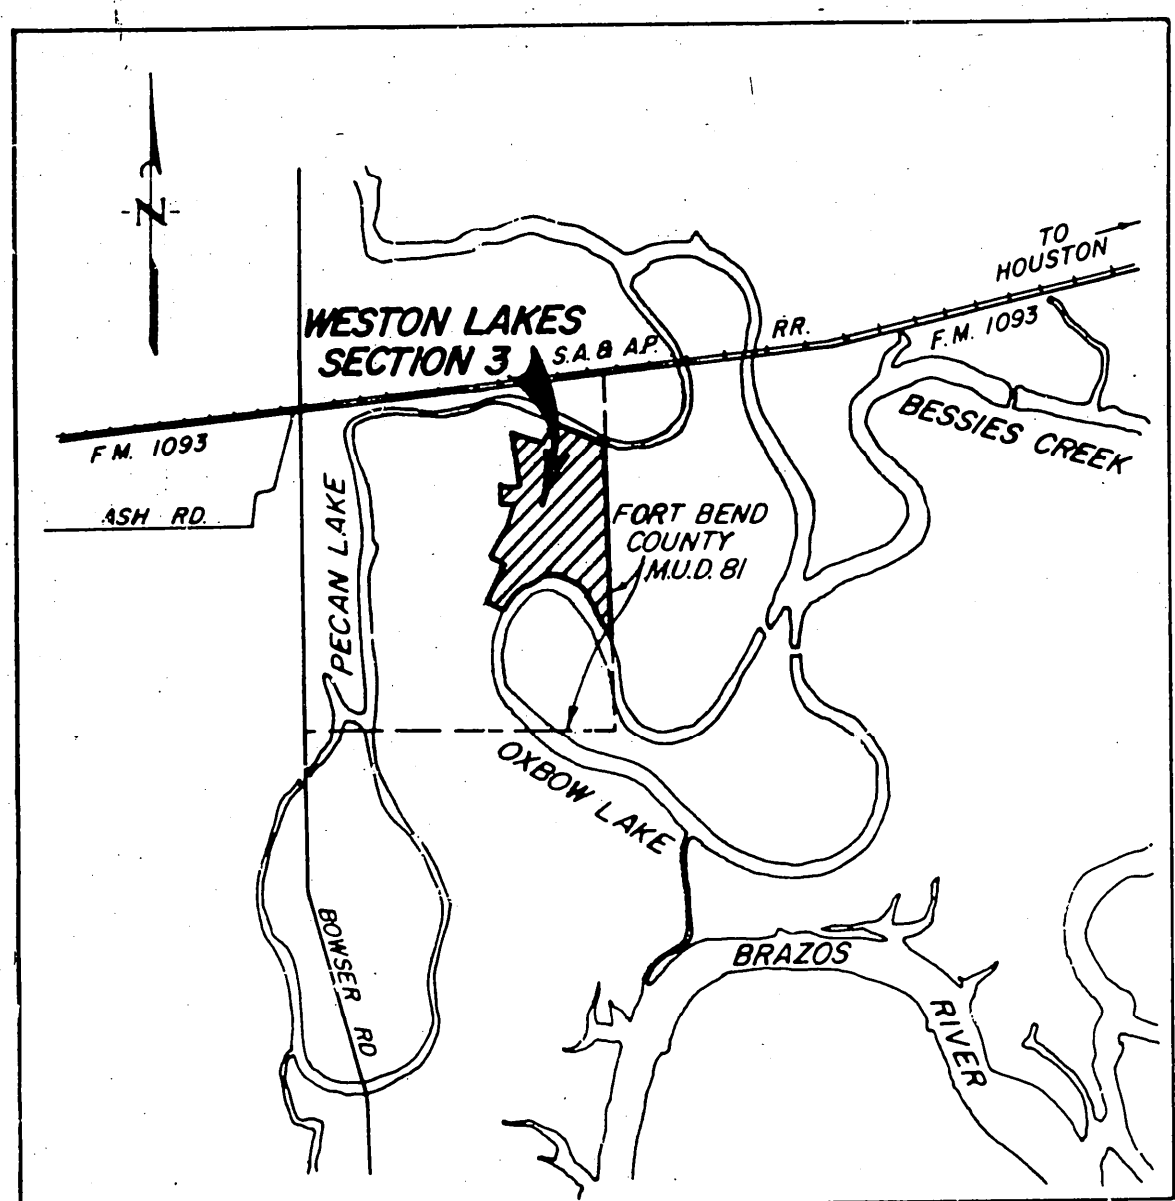 N
TO
HOUSTON
WESTON LAKES
SECTION 3
S.A. & A.P.
RR.
F.M. 1093
F.M. 1093
BESSIES CREEK
ASH RD.
PECAN LAKE
FORT BEND
COUNTY
M.U.D. 81
OXBOW LAKE
BOWSER RD
BRAZOS
RIVER